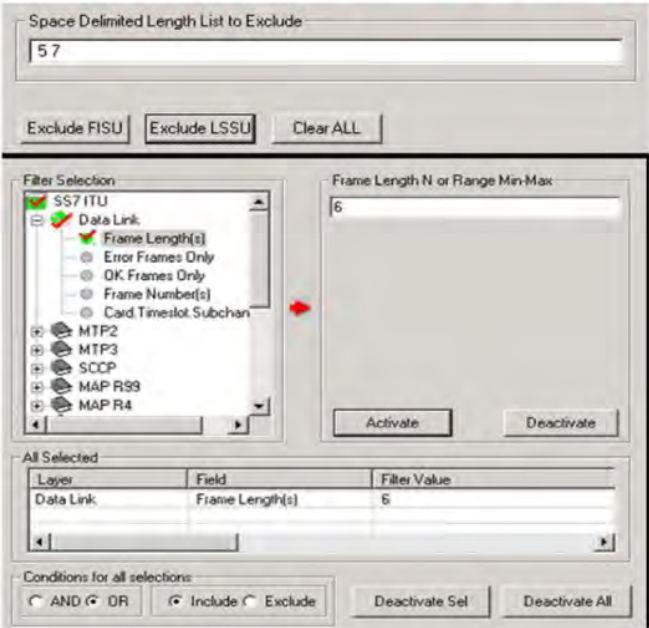 Space Delimited Length List to Exclude
5 7
Exclude FISU Exclude LSSU Clear ALL
Filter Selection
SS7 ITU
Data Link
Frame Length(s)
Error Frames Only
OK Frames Only
Frame Number(s)
Card.Timeslot.Subchan
MTP2
MTP3
SCCP
MAP R99
MAP R4
Frame Length N or Range Min-Max
6
Activate Deactivate
All Selected
Layer Field Filter Value
Data Link Frame Length(s) 6
Conditions for all selections
AND OR Include Exclude Deactivate Sel Deactivate All